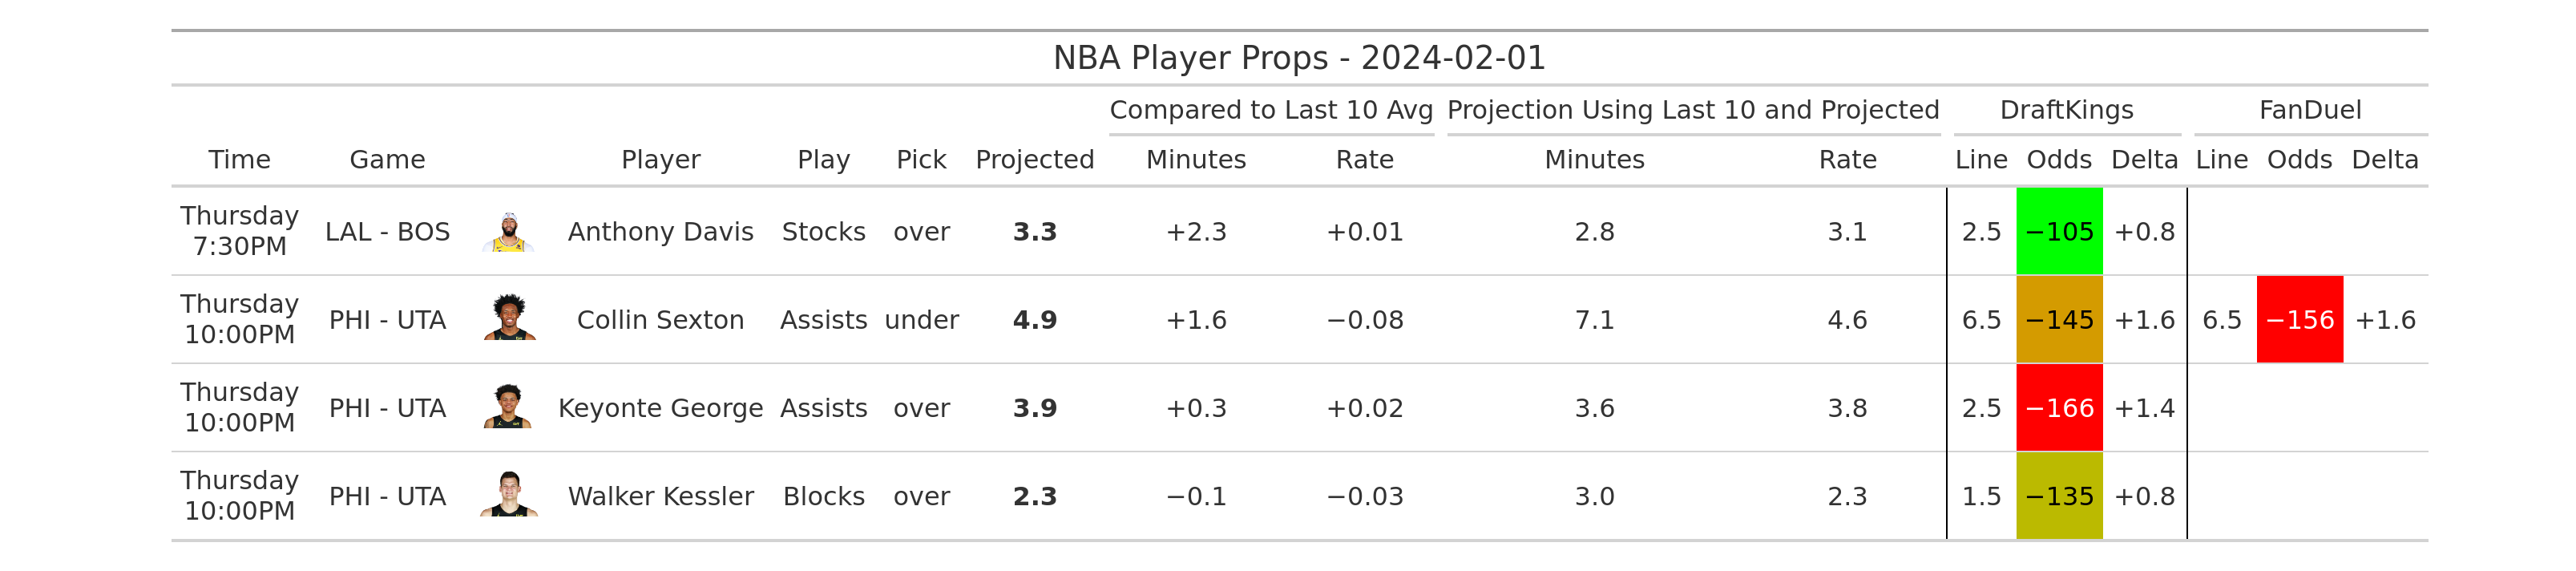 NBA Player Props - 2024-02-01
Compared to Last 10 Avg Projection Using Last 10 and Projected DraftKings FanDuel
Time Game Player Play Pick Projected Minutes Rate Minutes Rate Line Odds Delta Line Odds Delta
Thursday
7:30PM LAL - BOS Anthony Davis Stocks over 3.3 +2.3 +0.01 2.8 3.1 2.5 −105 +0.8
Thursday
10:00PM PHI - UTA Collin Sexton Assists under 4.9 +1.6 −0.08 7.1 4.6 6.5 −145 +1.6 6.5 −156 +1.6
Thursday
10:00PM PHI - UTA Keyonte George Assists over 3.9 +0.3 +0.02 3.6 3.8 2.5 −166 +1.4
Thursday
10:00PM PHI - UTA Walker Kessler Blocks over 2.3 −0.1 −0.03 3.0 2.3 1.5 −135 +0.8